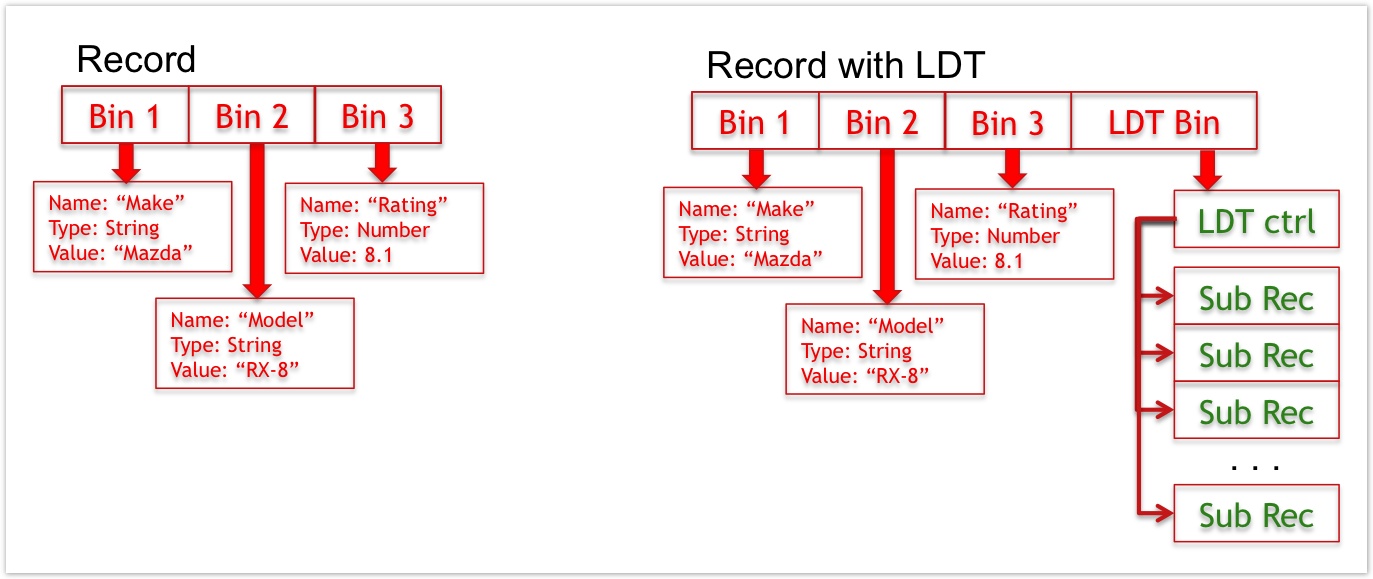 Record
Bin 1 Bin 2 Bin 3
Name: “Make”
Type: String
Value: “Mazda”
Name: “Rating”
Type: Number
Value: 8.1
Name: “Model”
Type: String
Value: “RX-8”
Record with LDT
Bin 1 Bin 2 Bin 3 LDT Bin
Name: “Make”
Type: String
Value: “Mazda”
Name: “Rating”
Type: Number
Value: 8.1
Name: “Model”
Type: String
Value: “RX-8”
LDT ctrl
Sub Rec
Sub Rec
Sub Rec
. . .
Sub Rec